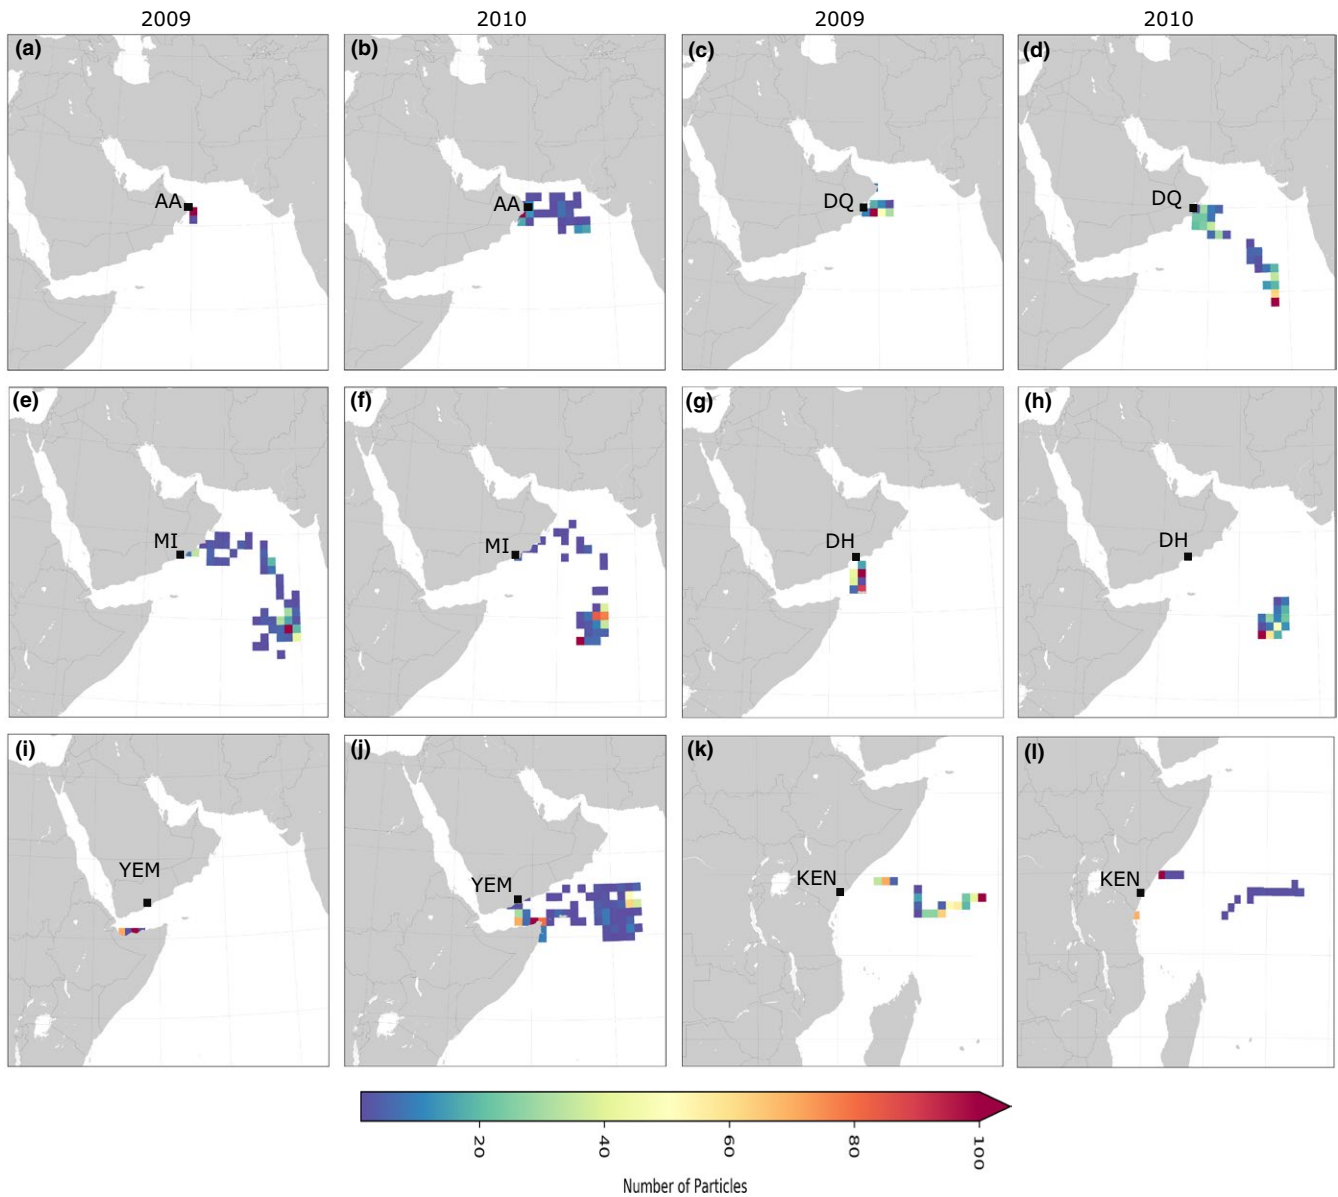 2009 2010 2009 2010
(a) (b) (c) (d)
AA AA DQ DQ
(e) (f) (g) (h)
MI MI DH DH
(i) (j) (k) (l)
YEM YEM KEN KEN
20 40 60 80 100
Number of Particles